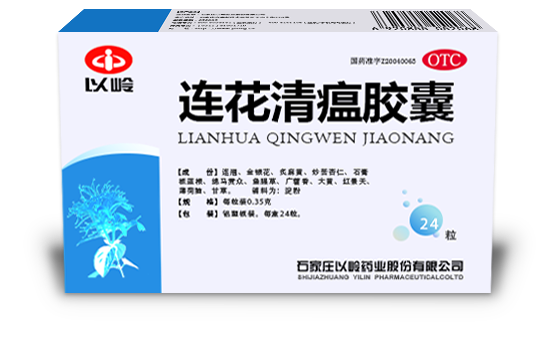 国药准字Z20040063
OTC
以岭
连花清瘟胶囊
LIANHUA QINGWEN JIAONANG
【成 份】连翘、金银花、炙麻黄、炒苦杏仁、石膏
板蓝根、绵马贯众、鱼腥草、广藿香、大黄、红景天、
薄荷脑、甘草。 辅料为：淀粉
【规 格】每粒装0.35克
【包 装】铝塑板装，每盒24粒。
24粒
石家庄以岭药业股份有限公司
SHIJIAZHUANG YILIN PHARMACEUTICALCOLTD